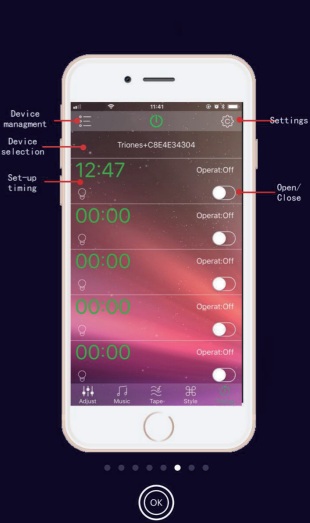 11:41
Device
managment
Settings
Device
selection
Triones+C8E4E34304
Set-up
timing
12:47
Operat:Off
Open/
Close
00:00
Operat:Off
00:00
Operat:Off
00:00
Operat:Off
00:00
Operat:Off
Adjust
Music
Tape
Style
OK